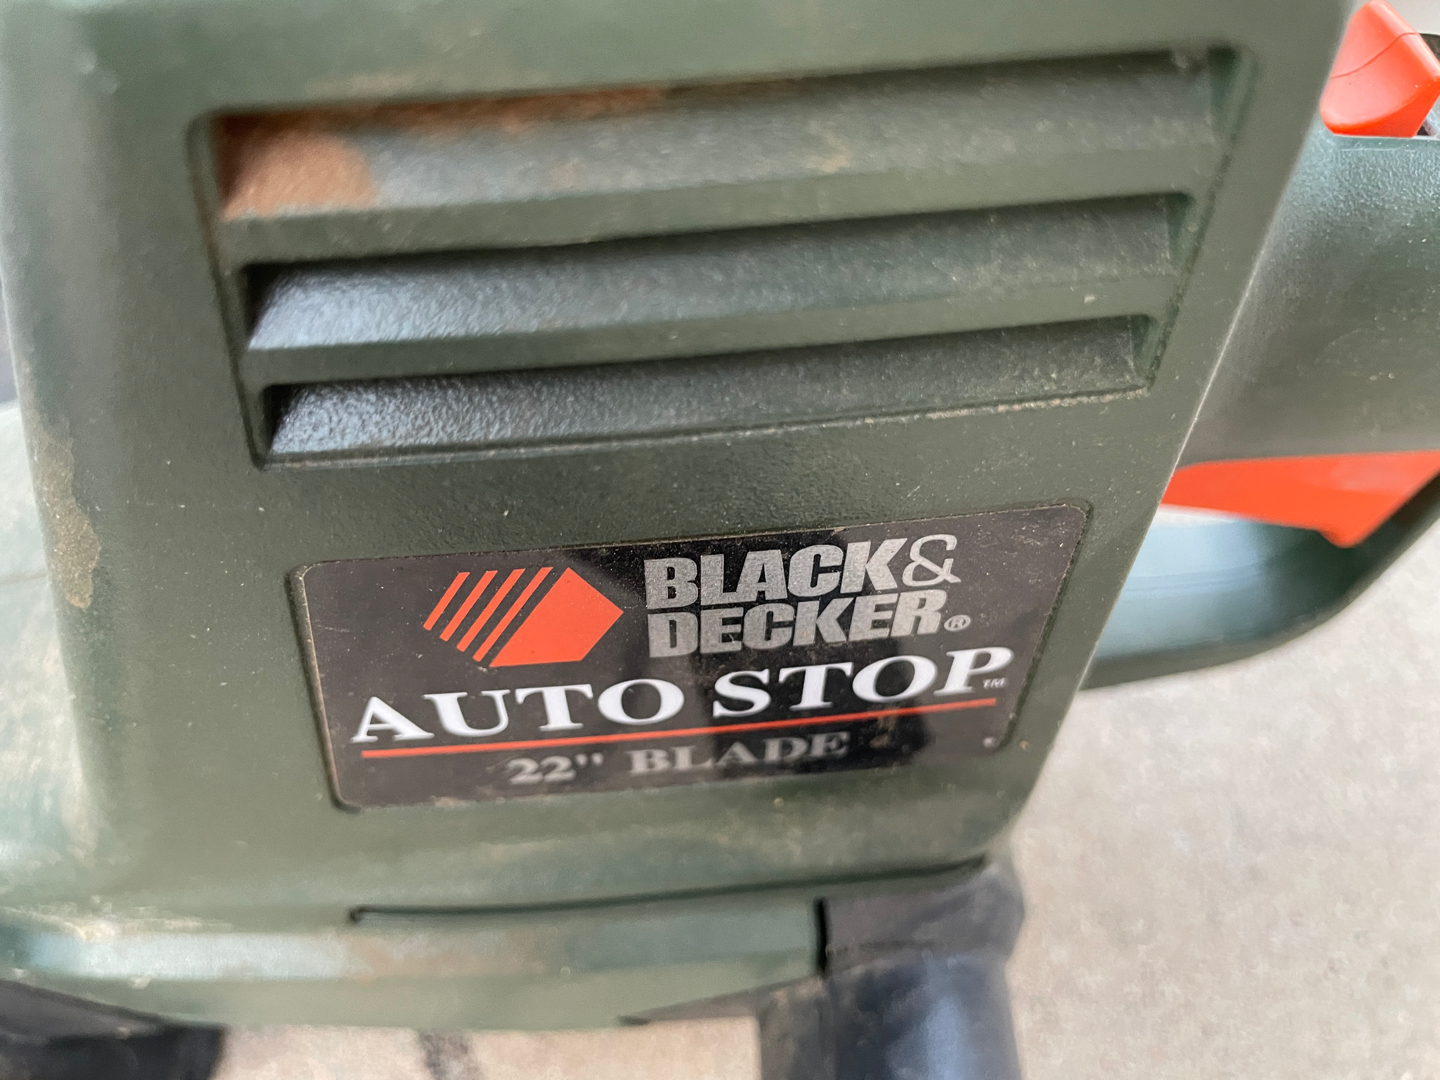 BLACK&
DECKER®
AUTO STOP™
22" BLADE